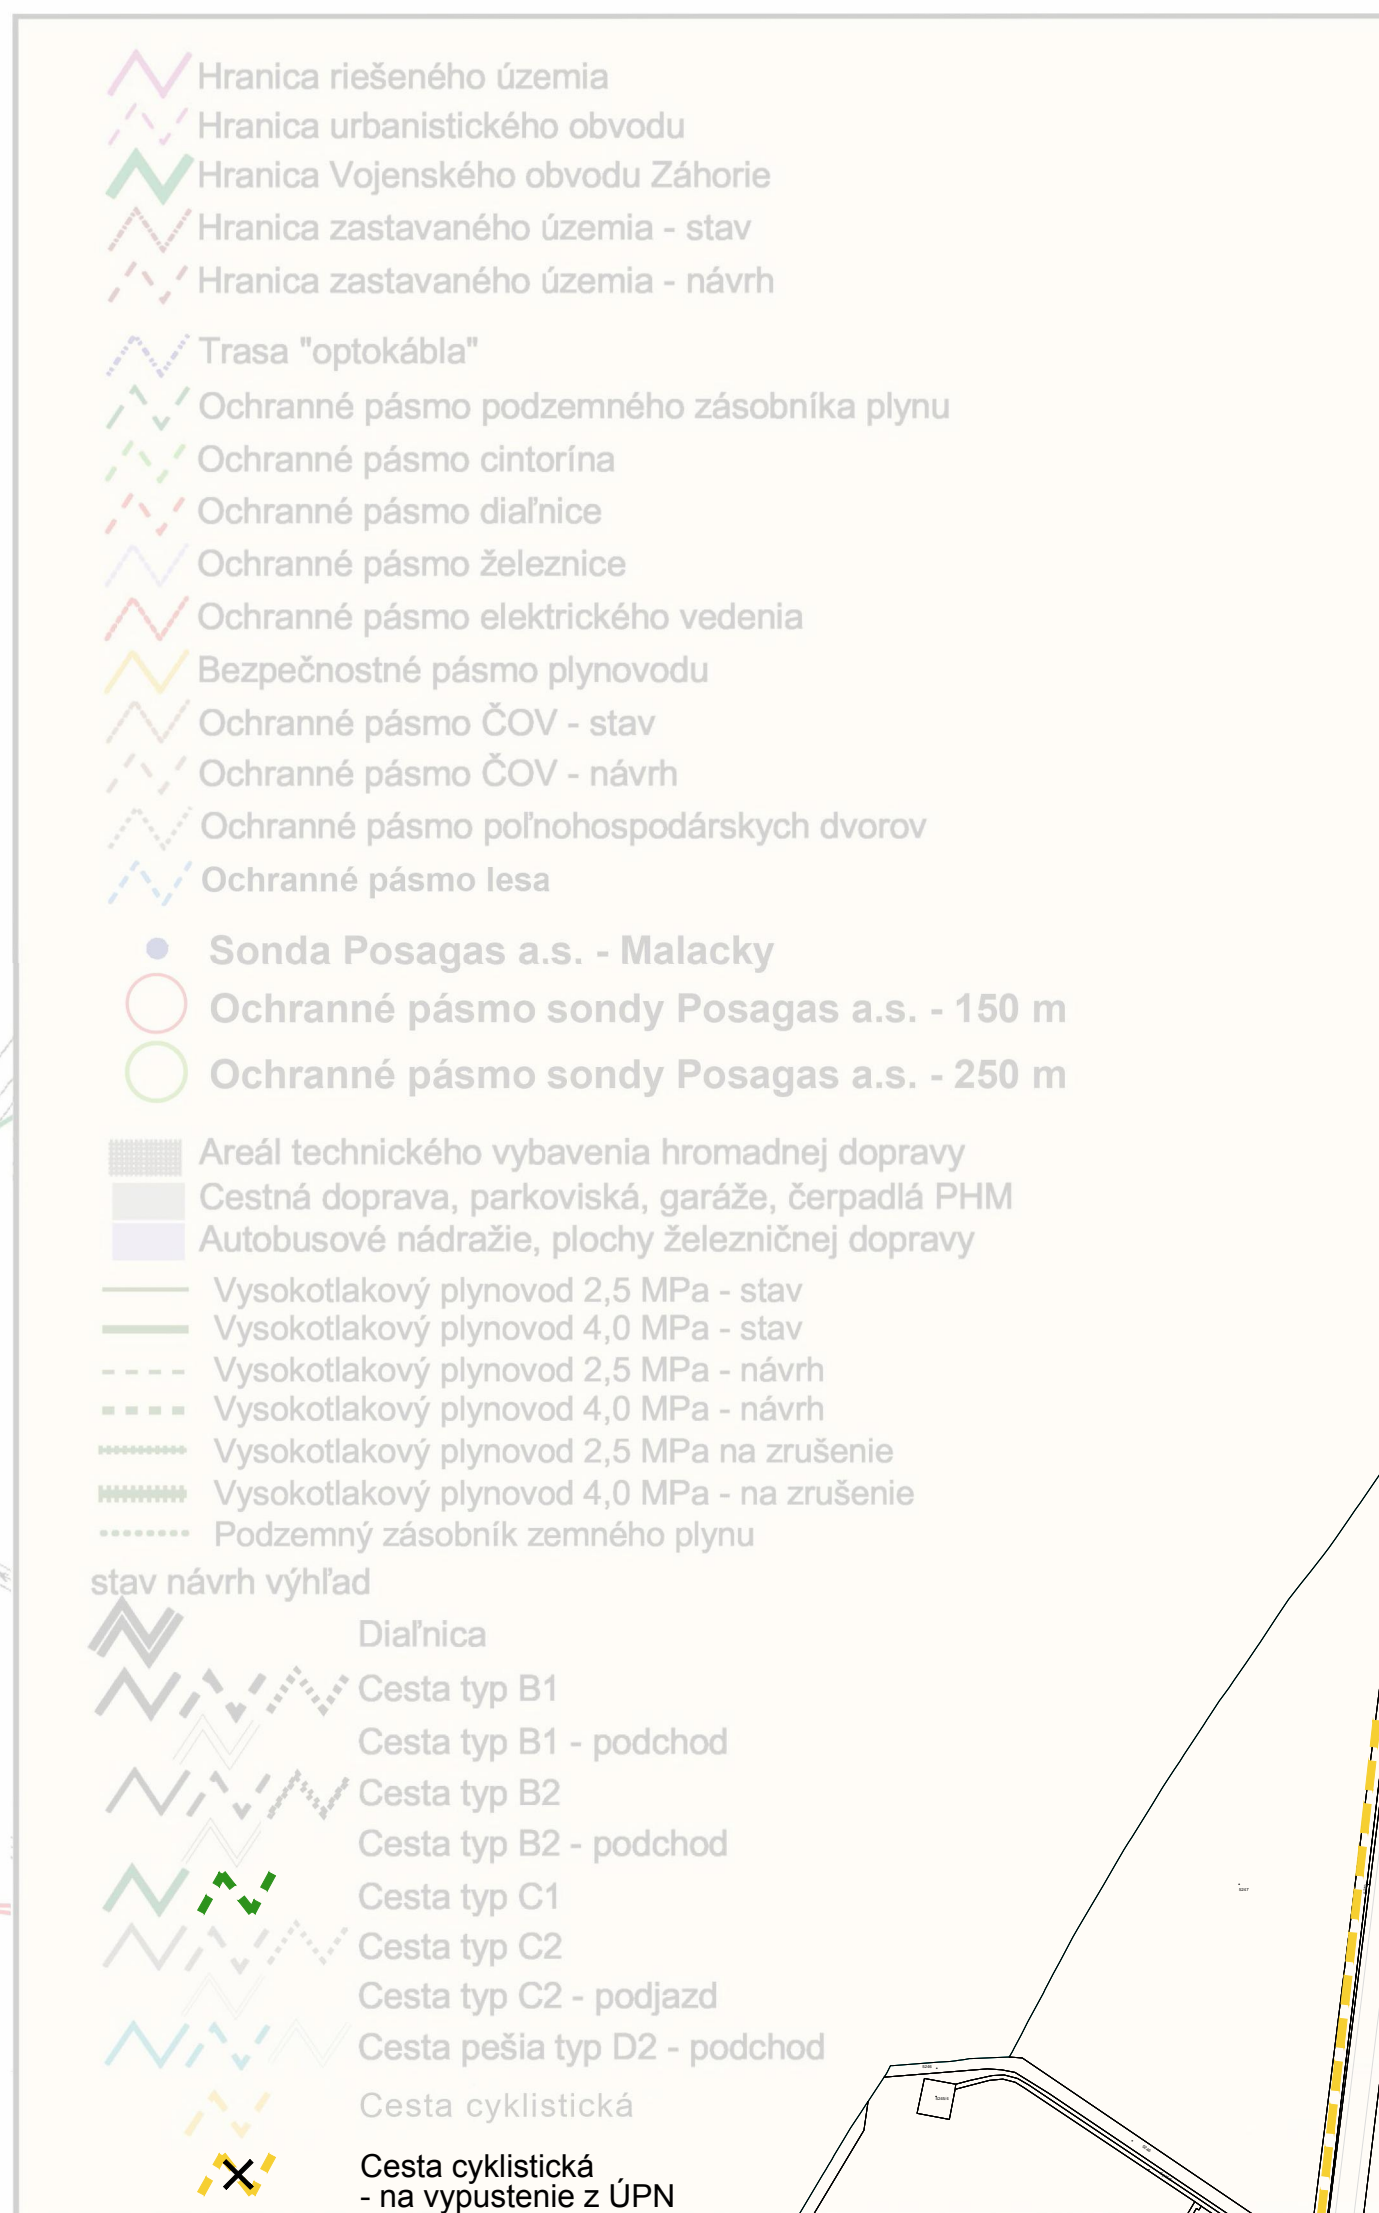 Hranica riešeného územia
Hranica urbanistického obvodu
Hranica Vojenského obvodu Záhorie
Hranica zastavaného územia - stav
Hranica zastavaného územia - návrh
Trasa "optokábla"
Ochranné pásmo podzemného zásobníka plynu
Ochranné pásmo cintorína
Ochranné pásmo diaľnice
Ochranné pásmo železnice
Ochranné pásmo elektrického vedenia
Bezpečnostné pásmo plynovodu
Ochranné pásmo ČOV - stav
Ochranné pásmo ČOV - návrh
Ochranné pásmo poľnohospodárskych dvorov
Ochranné pásmo lesa
Sonda Posagas a.s. - Malacky
Ochranné pásmo sondy Posagas a.s. - 150 m
Ochranné pásmo sondy Posagas a.s. - 250 m
Areál technického vybavenia hromadnej dopravy
Cestná doprava, parkoviská, garáže, čerpadlá PHM
Autobusové nádražie, plochy železničnej dopravy
Vysokotlakový plynovod 2,5 MPa - stav
Vysokotlakový plynovod 4,0 MPa - stav
Vysokotlakový plynovod 2,5 MPa - návrh
Vysokotlakový plynovod 4,0 MPa - návrh
Vysokotlakový plynovod 2,5 MPa na zrušenie
Vysokotlakový plynovod 4,0 MPa - na zrušenie
Podzemný zásobník zemného plynu
stav návrh výhľad
Diaľnica
Cesta typ B1
Cesta typ B1 - podchod
Cesta typ B2
Cesta typ B2 - podchod
Cesta typ C1
Cesta typ C2
Cesta typ C2 - podjazd
Cesta pešia typ D2 - podchod
Cesta cyklistická
Cesta cyklistická
- na vypustenie z ÚPN